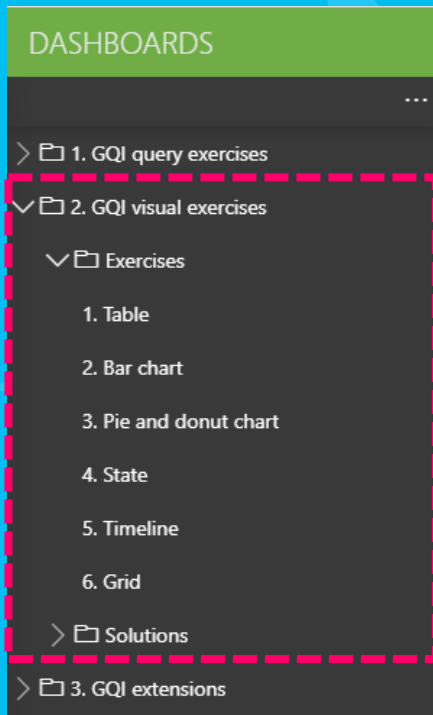 DASHBOARDS
...
1. GQI query exercises
2. GQI visual exercises
Exercises
1. Table
2. Bar chart
3. Pie and donut chart
4. State
5. Timeline
6. Grid
Solutions
3. GQI extensions